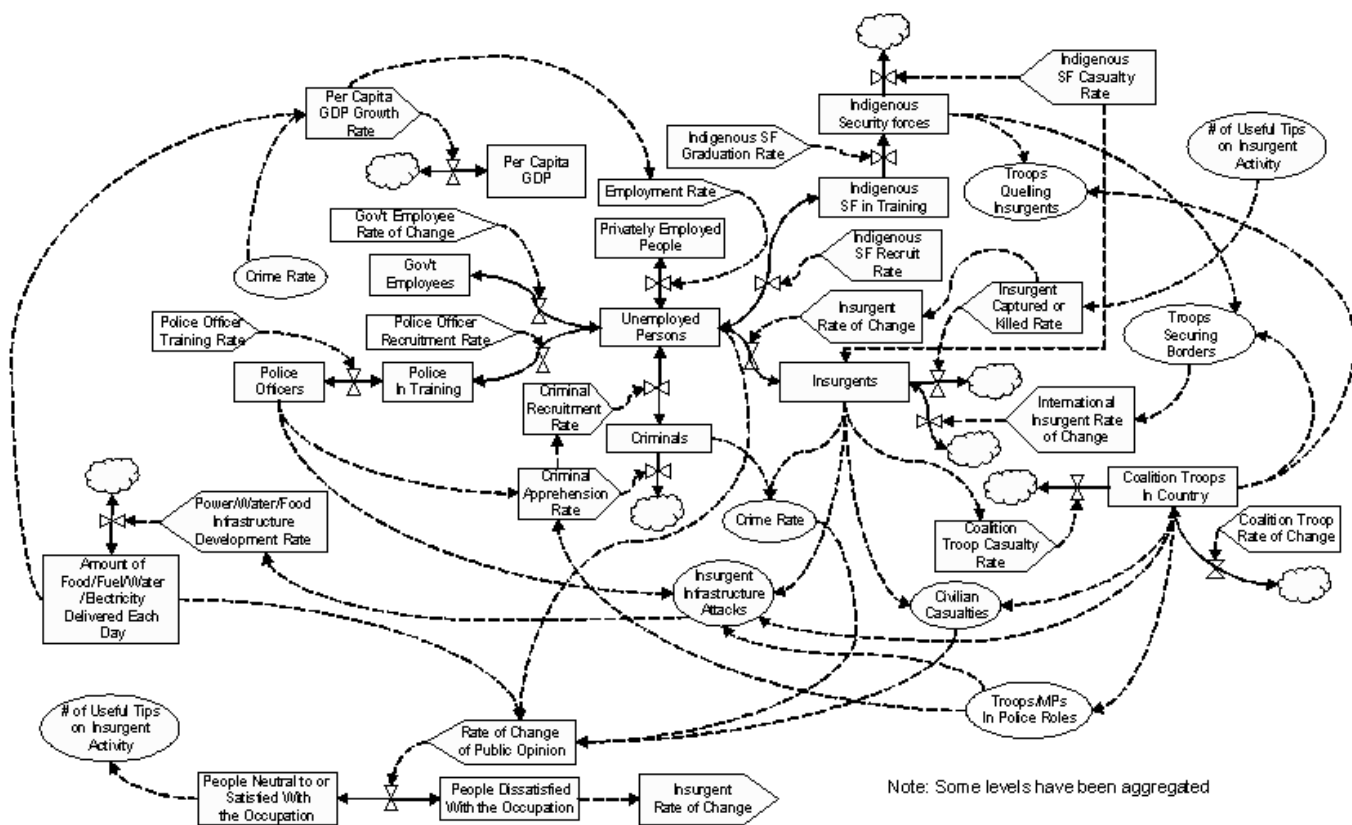 Indigenous
SF Casualty
Rate
Per Capita
GDP Growth
Rate
Indigenous
Security forces
# of Useful Tips
on Insurgent
Activity
Indigenous SF
Graduation Rate
Per Capita
GDP
Employment Rate
Indigenous
SF in Training
Troops
Quelling
Insurgents
Gov't Employee
Rate of Change
Privately Employed
People
Indigenous
SF Recruit
Rate
Crime Rate
Gov't
Employees
Insurgent
Rate of Change
Insurgent
Captured or
Killed Rate
Police Officer
Training Rate
Police Officer
Recruitment Rate
Unemployed
Persons
Troops
Securing
Borders
Police
Officers
Police
In Training
Insurgents
Criminal
Recruitment
Rate
International
Insurgent Rate
of Change
Criminals
Criminal
Apprehension
Rate
Coalition Troops
In Country
Power/Water/Food
Infrastructure
Development Rate
Crime Rate
Coalition
Troop Casualty
Rate
Coalition Troop
Rate of Change
Amount of
Food/Fuel/Water
/Electricity
Delivered Each
Day
Insurgent
Infrastructure
Attacks
Civilian
Casualties
# of Useful Tips
on Insurgent
Activity
Troops/MPs
In Police Roles
Rate of Change
of Public Opinion
People Neutral to or
Satisfied With
the Occupation
People Dissatisfied
With the Occupation
Insurgent
Rate of Change
Note: Some levels have been aggregated